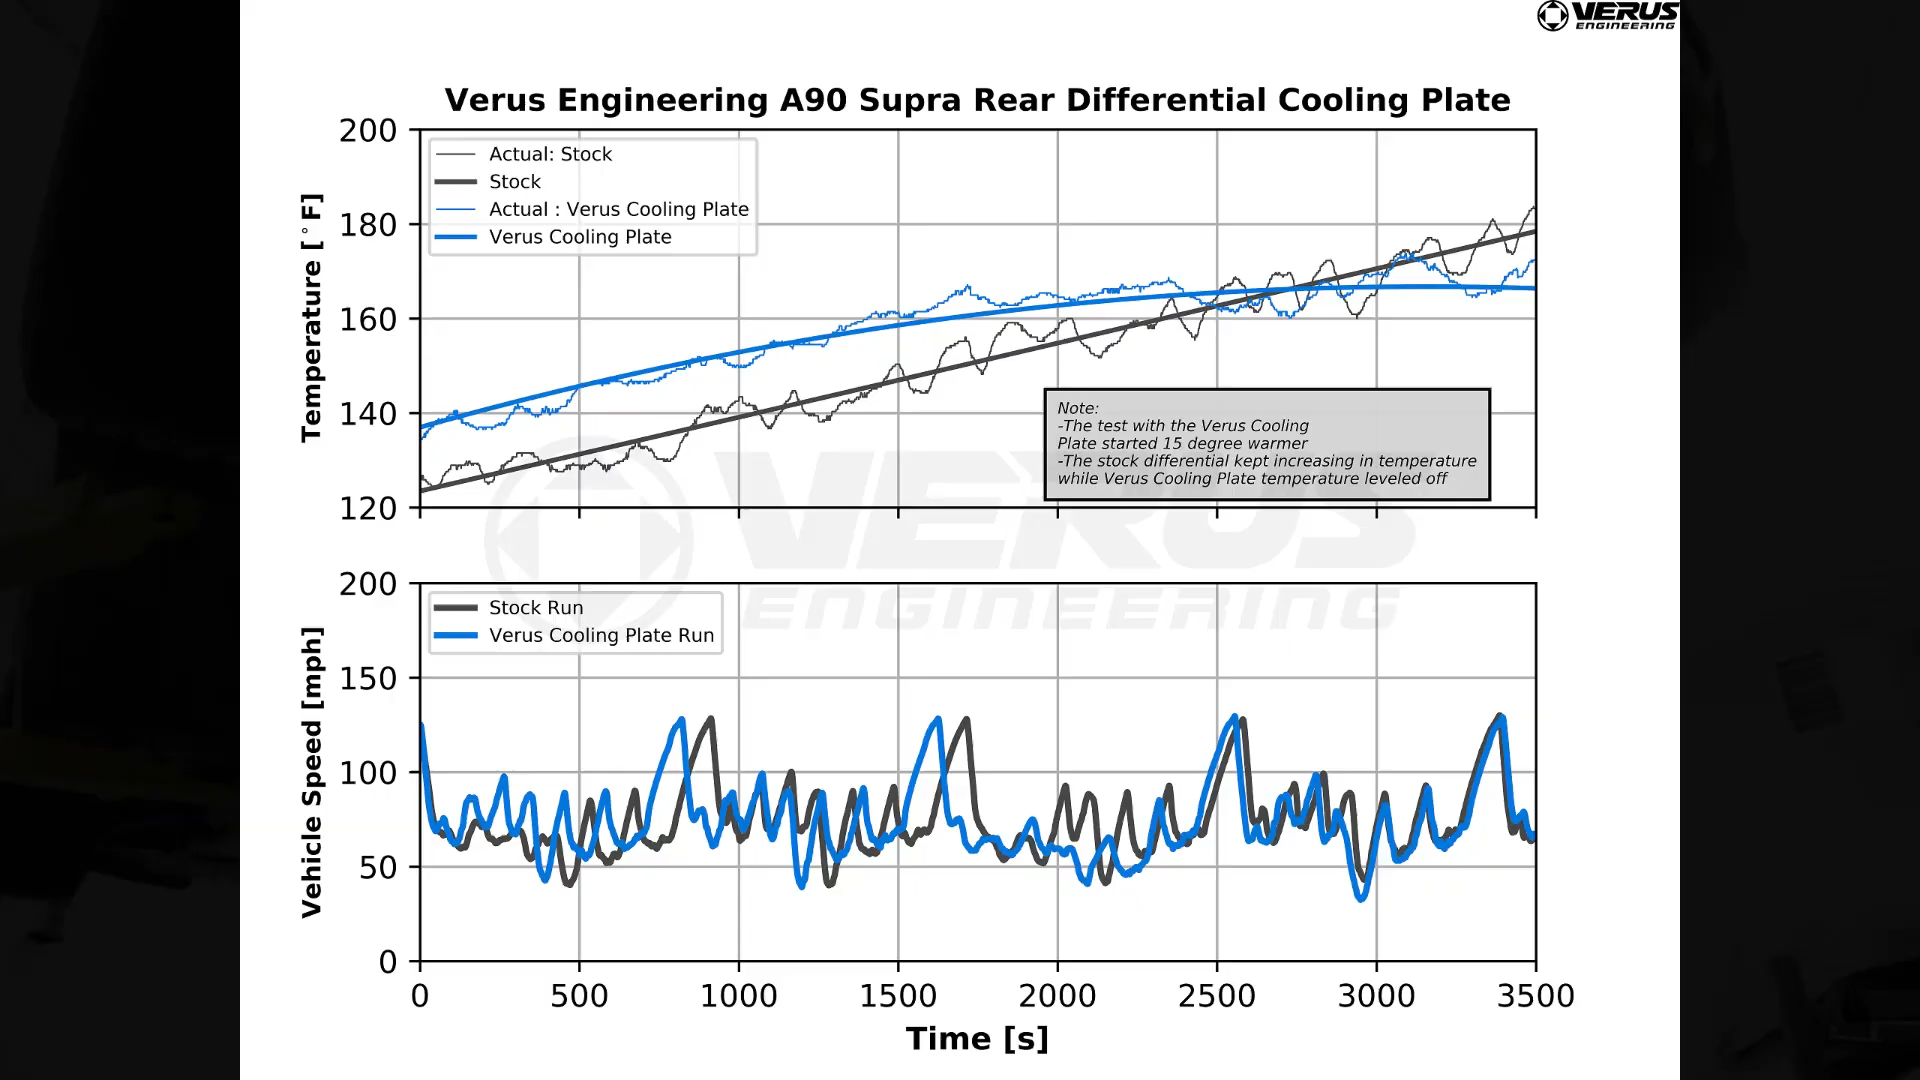 VERUS
ENGINEERING
Verus Engineering A90 Supra Rear Differential Cooling Plate
200
180
160
140
120
Temperature [°F]
Actual: Stock
Stock
Actual : Verus Cooling Plate
Verus Cooling Plate
Note:
-The test with the Verus Cooling
Plate started 15 degree warmer
-The stock differential kept increasing in temperature
while Verus Cooling Plate temperature leveled off
VERUS
ENGINEERING
200
150
100
50
0
Vehicle Speed [mph]
Stock Run
Verus Cooling Plate Run
0 500 1000 1500 2000 2500 3000 3500
Time [s]